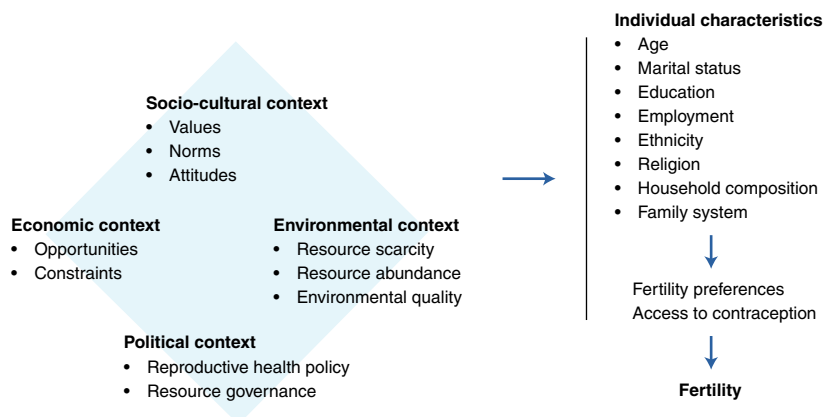 Socio-cultural context
• Values
• Norms
• Attitudes
Economic context
• Opportunities
• Constraints
Environmental context
• Resource scarcity
• Resource abundance
• Environmental quality
Political context
• Reproductive health policy
• Resource governance
Individual characteristics
• Age
• Marital status
• Education
• Employment
• Ethnicity
• Religion
• Household composition
• Family system
Fertility preferences
Access to contraception
Fertility